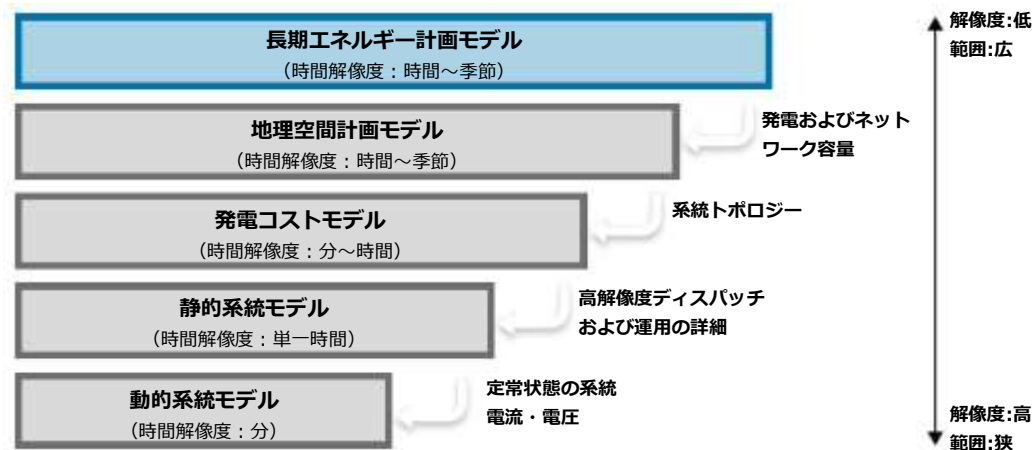 長期エネルギー計画モデル
（時間解像度：時間～季節）
解像度:低
範囲:広
地理空間計画モデル
（時間解像度：時間～季節）
発電およびネット
ワーク容量
発電コストモデル
（時間解像度：分～時間）
系統トポロジー
静的系統モデル
（時間解像度：単一時間）
高解像度ディスパッチ
および運用の詳細
動的系統モデル
（時間解像度：分）
定常状態の系統
電流・電圧
解像度:高
範囲:狭